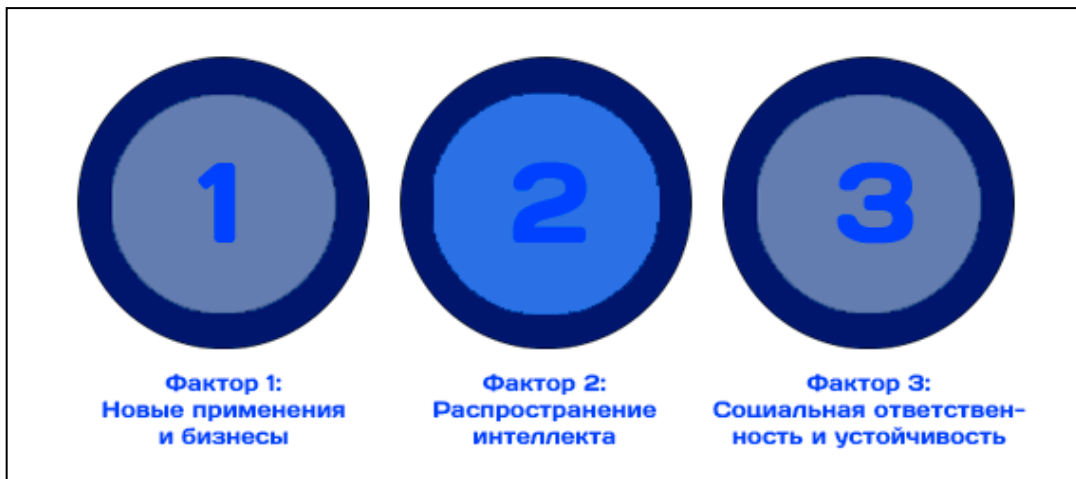 1
2
3
Фактор 1:
Новые применения
и бизнесы
Фактор 2:
Распространение
интеллекта
Фактор 3:
Социальная ответствен-
ность и устойчивость